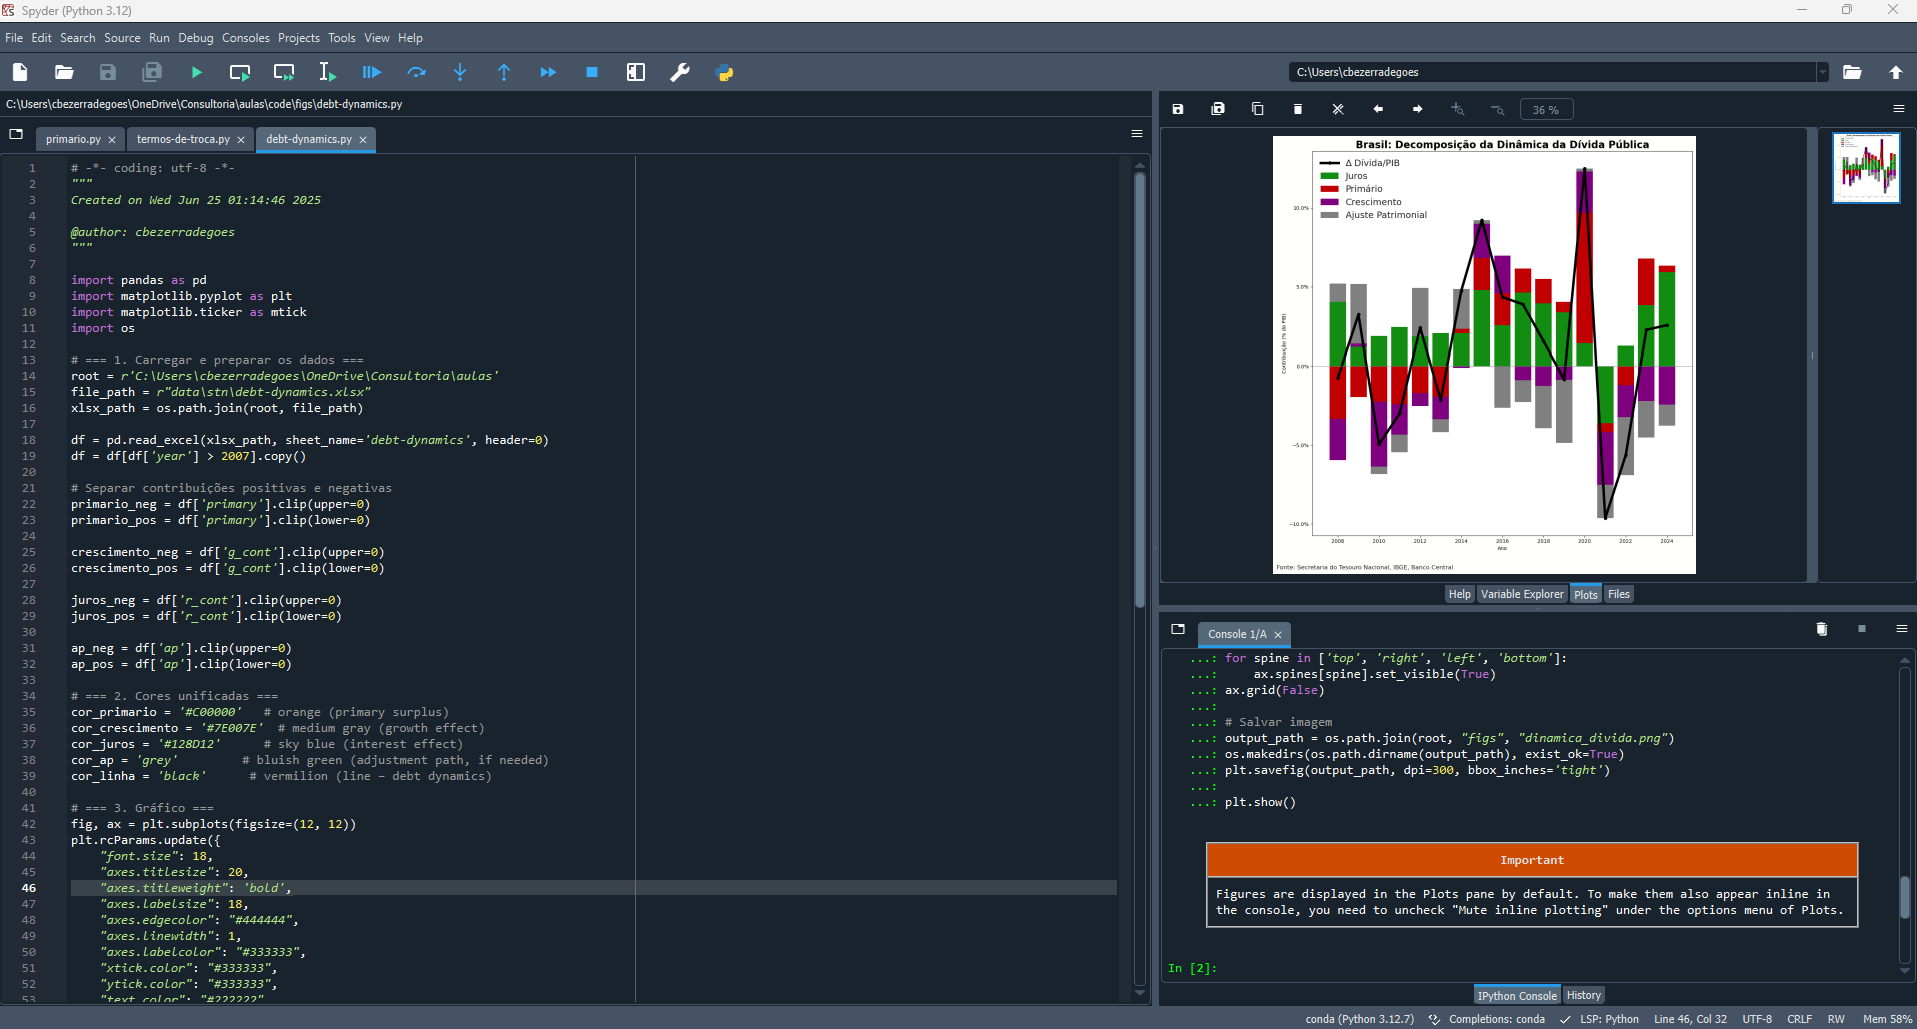 Spyder (Python 3.12)
File Edit Search Source Run Debug Consoles Projects Tools View Help
C:\Users\cbezerradegoes
C:\Users\cbezerradegoes\OneDrive\Consultoria\aulas\code\figs\debt-dynamics.py
primario.py termos-de-troca.py debt-dynamics.py
1 # -*- coding: utf-8 -*-
2 """
3 Created on Wed Jun 25 01:14:46 2025
4
5 @author: cbezerradegoes
6 """
7
8 import pandas as pd
9 import matplotlib.pyplot as plt
10 import matplotlib.ticker as mtick
11 import os
12
13 # === 1. Carregar e preparar os dados ===
14 root = r'C:\Users\cbezerradegoes\OneDrive\Consultoria\aulas'
15 file_path = r"data\stn\debt-dynamics.xlsx"
16 xlsx_path = os.path.join(root, file_path)
17
18 df = pd.read_excel(xlsx_path, sheet_name='debt-dynamics', header=0)
19 df = df[df['year'] > 2007].copy()
20
21 # Separar contribuições positivas e negativas
22 primario_neg = df['primary'].clip(upper=0)
23 primario_pos = df['primary'].clip(lower=0)
24
25 crescimento_neg = df['g_cont'].clip(upper=0)
26 crescimento_pos = df['g_cont'].clip(lower=0)
27
28 juros_neg = df['r_cont'].clip(upper=0)
29 juros_pos = df['r_cont'].clip(lower=0)
30
31 ap_neg = df['ap'].clip(upper=0)
32 ap_pos = df['ap'].clip(lower=0)
33
34 # === 2. Cores unificadas ===
35 cor_primario = '#C00000' # orange (primary surplus)
36 cor_crescimento = '#7E007E' # medium gray (growth effect)
37 cor_juros = '#128D12' # sky blue (interest effect)
38 cor_ap = 'grey' # bluish green (adjustment path, if needed)
39 cor_linha = 'black' # vermilion (line – debt dynamics)
40
41 # === 3. Gráfico ===
42 fig, ax = plt.subplots(figsize=(12, 12))
43 plt.rcParams.update({
44 "font.size": 18,
45 "axes.titlesize": 20,
46 "axes.titleweight": 'bold',
47 "axes.labelsize": 18,
48 "axes.edgecolor": "#444444",
49 "axes.linewidth": 1,
50 "axes.labelcolor": "#333333",
51 "xtick.color": "#333333",
52 "ytick.color": "#333333",
53 "text.color": "#222222"
36 %
Brasil: Decomposição da Dinâmica da Dívida Pública
Δ Dívida/PIB
Juros
Primário
Crescimento
Ajuste Patrimonial
10.0%
5.0%
0.0%
−5.0%
−10.0%
Contribuição (% do PIB)
2008 2010 2012 2014 2016 2018 2020 2022 2024
Ano
Fonte: Secretaria do Tesouro Nacional, IBGE, Banco Central
Help Variable Explorer Plots Files
Console 1/A
...: for spine in ['top', 'right', 'left', 'bottom']:
...: ax.spines[spine].set_visible(True)
...: ax.grid(False)
...:
...: # Salvar imagem
...: output_path = os.path.join(root, "figs", "dinamica_divida.png")
...: os.makedirs(os.path.dirname(output_path), exist_ok=True)
...: plt.savefig(output_path, dpi=300, bbox_inches='tight')
...:
...: plt.show()
Important
Figures are displayed in the Plots pane by default. To make them also appear inline in
the console, you need to uncheck "Mute inline plotting" under the options menu of Plots.
In [2]:
IPython Console History
conda (Python 3.12.7) Completions: conda LSP: Python Line 46, Col 32 UTF-8 CRLF RW Mem 58%